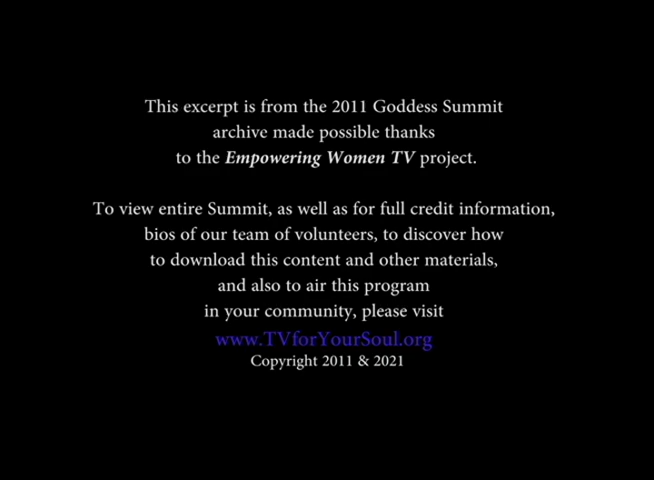 This excerpt is from the 2011 Goddess Summit
archive made possible thanks
to the Empowering Women TV project.
To view entire Summit, as well as for full credit information,
bios of our team of volunteers, to discover how
to download this content and other materials,
and also to air this program
in your community, please visit
www.TVforYourSoul.org
Copyright 2011 & 2021